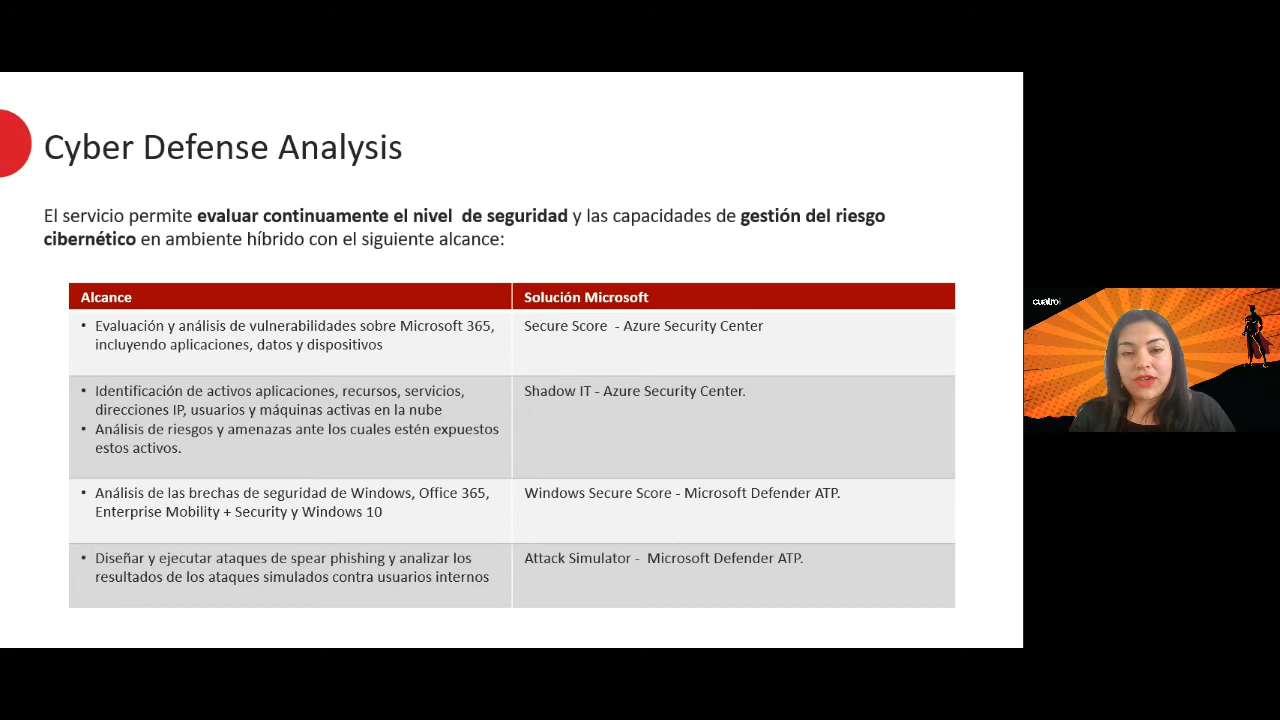 Cyber Defense Analysis
El servicio permite evaluar continuamente el nivel  de seguridad y las capacidades de gestión del riesgo
cibernético en ambiente híbrido con el siguiente alcance:
Alcance
Solución Microsoft
• Evaluación y análisis de vulnerabilidades sobre Microsoft 365,
incluyendo aplicaciones, datos y dispositivos
Secure Score  - Azure Security Center
• Identificación de activos aplicaciones, recursos, servicios,
direcciones IP, usuarios y máquinas activas en la nube
• Análisis de riesgos y amenazas ante los cuales estén expuestos
estos activos.
Shadow IT - Azure Security Center.
• Análisis de las brechas de seguridad de Windows, Office 365,
Enterprise Mobility + Security y Windows 10
Windows Secure Score - Microsoft Defender ATP.
• Diseñar y ejecutar ataques de spear phishing y analizar los
resultados de los ataques simulados contra usuarios internos
Attack Simulator -  Microsoft Defender ATP.
cuatroi